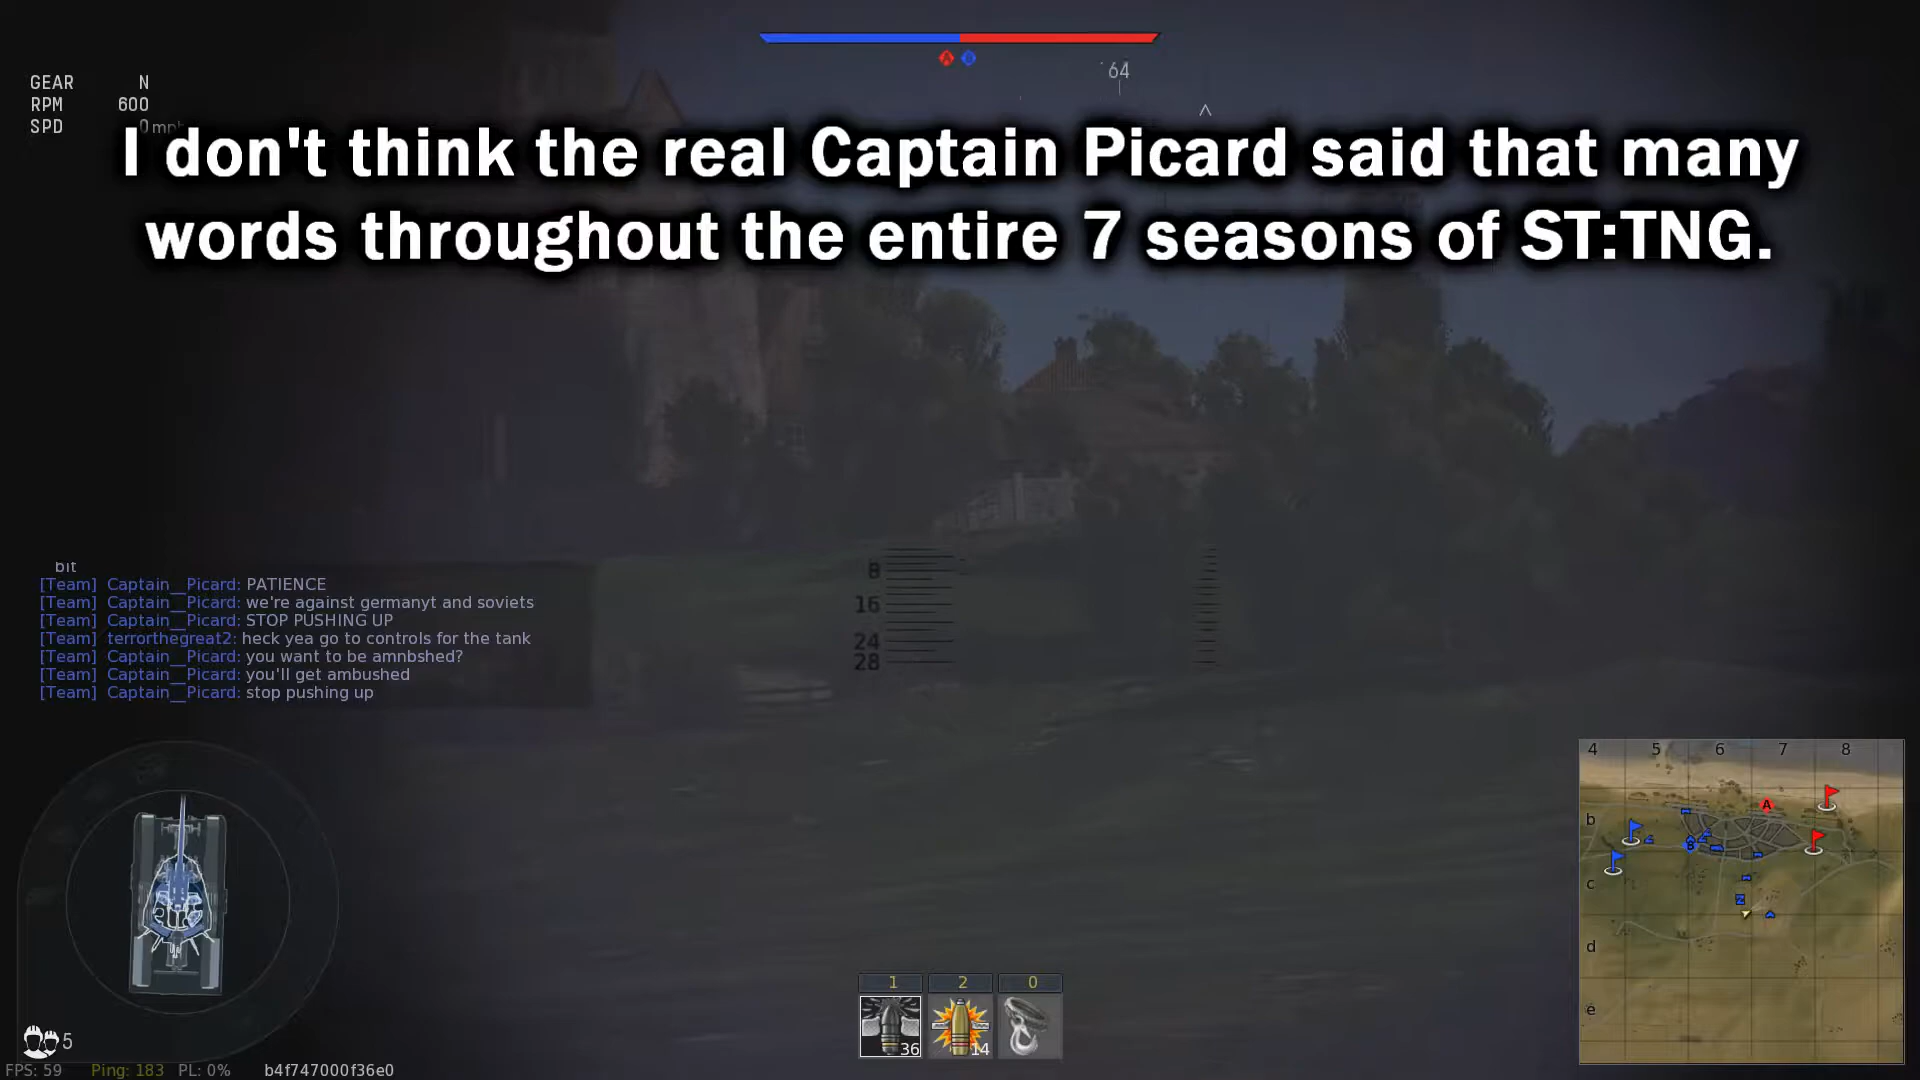 GEAR N
RPM 600
SPD 0 mph
A B
64
I don't think the real Captain Picard said that many
words throughout the entire 7 seasons of ST:TNG.
bit
[Team] Captain__Picard: PATIENCE
[Team] Captain__Picard: we're against germanyt and soviets
[Team] Captain__Picard: STOP PUSHING UP
[Team] terrorthegreat2: heck yea go to controls for the tank
[Team] Captain__Picard: you want to be amnbshed?
[Team] Captain__Picard: you'll get ambushed
[Team] Captain__Picard: stop pushing up
8
16
24
28
4 5 6 7 8
A
b
B
c
d
e
1 2 0
36 14
5
FPS: 59 Ping: 183 PL: 0% b4f747000f36e0